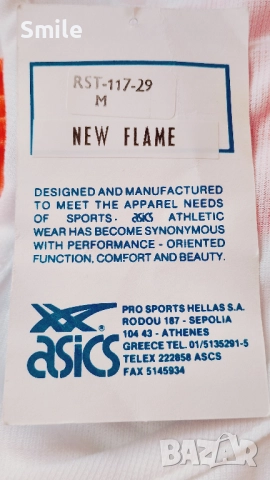 Smile
RST-117-29
M
NEW FLAME
DESIGNED AND MANUFACTURED
TO MEET THE APPAREL NEEDS
OF SPORTS. asics ATHLETIC
WEAR HAS BECOME SYNONYMOUS
WITH PERFORMANCE - ORIENTED
FUNCTION, COMFORT AND BEAUTY.
asics®
PRO SPORTS HELLAS S.A.
RODOU 187 - SEPOLIA
104 43 - ATHENES
GREECE TEL. 01/5135291-5
TELEX 222858 ASCS
FAX 5145934
BAZAR